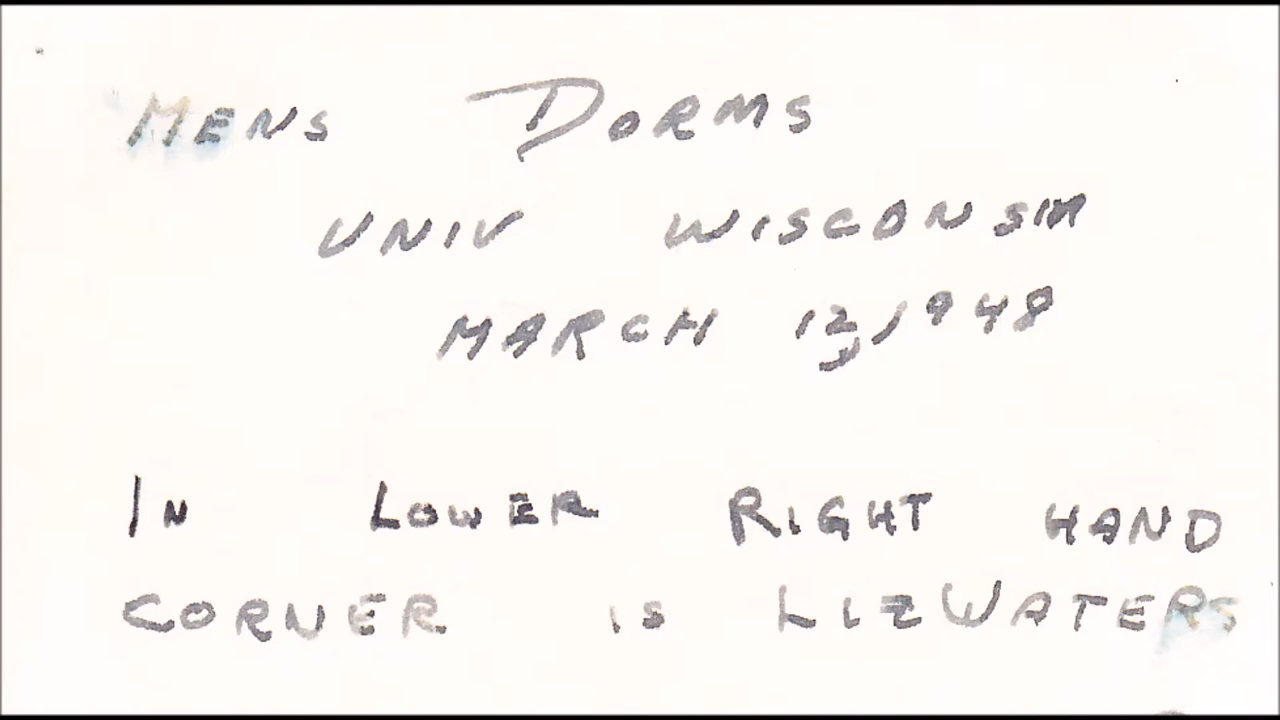 MENS DORMS
UNIV WISCONSIN
MARCH 12, 1948
IN LOWER RIGHT HAND
CORNER IS LIZ WATERS